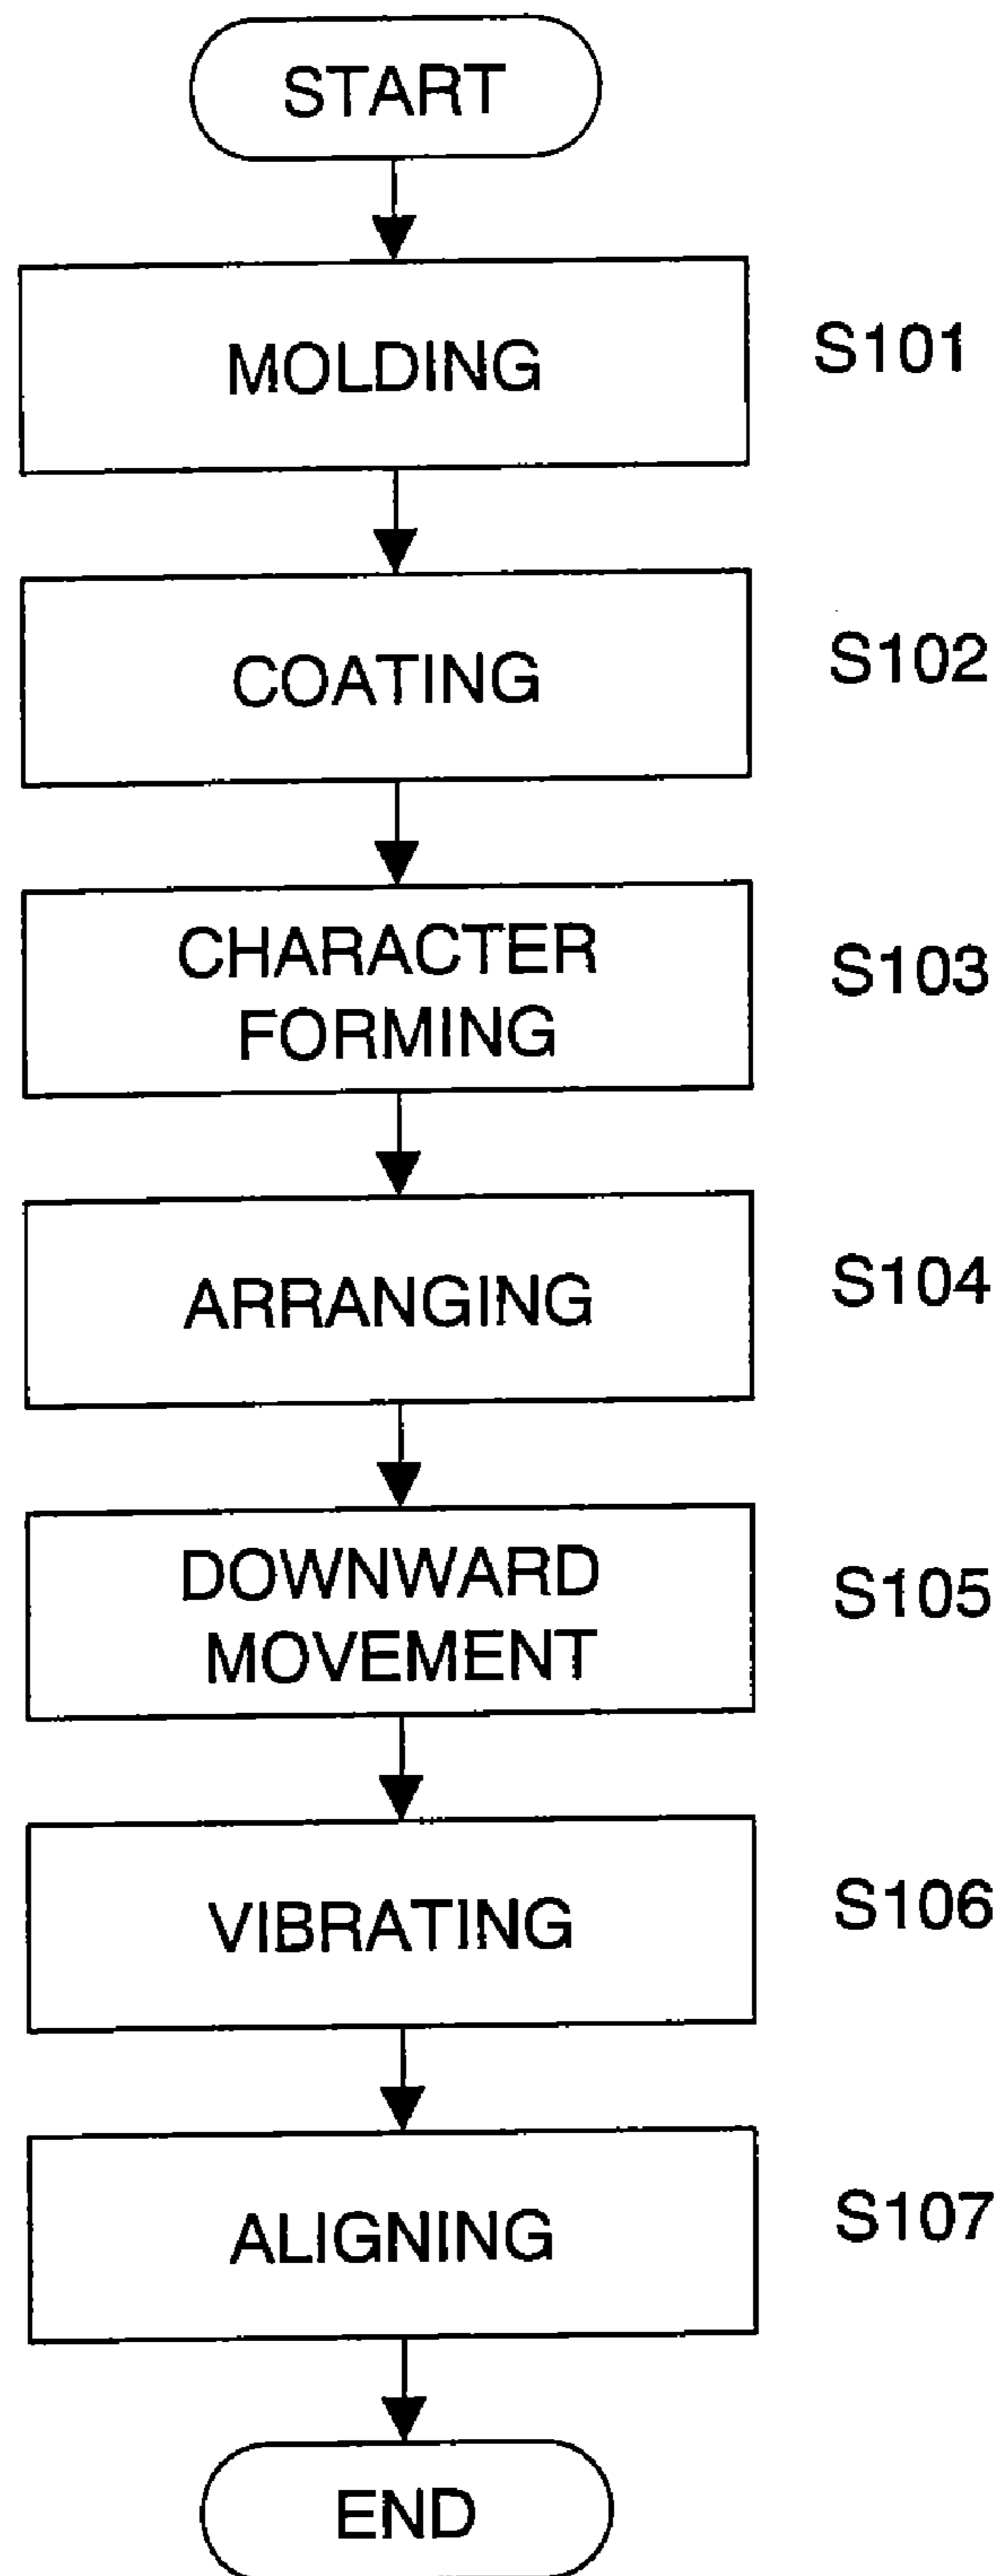 START
MOLDING
S101
COATING
S102
CHARACTER
FORMING
S103
ARRANGING
S104
DOWNWARD
MOVEMENT
S105
VIBRATING
S106
ALIGNING
S107
END